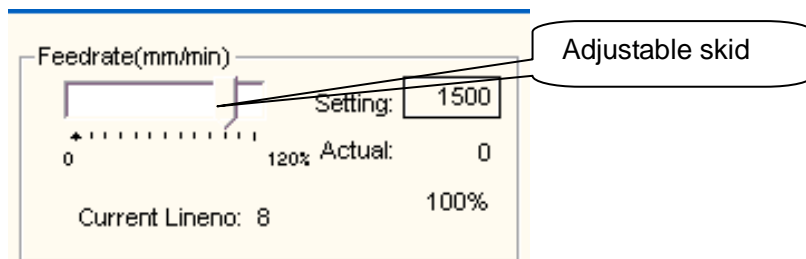 Feedrate(mm/min)
Adjustable skid
Setting: 1500
0 120%
Actual: 0
100%
Current Lineno: 8